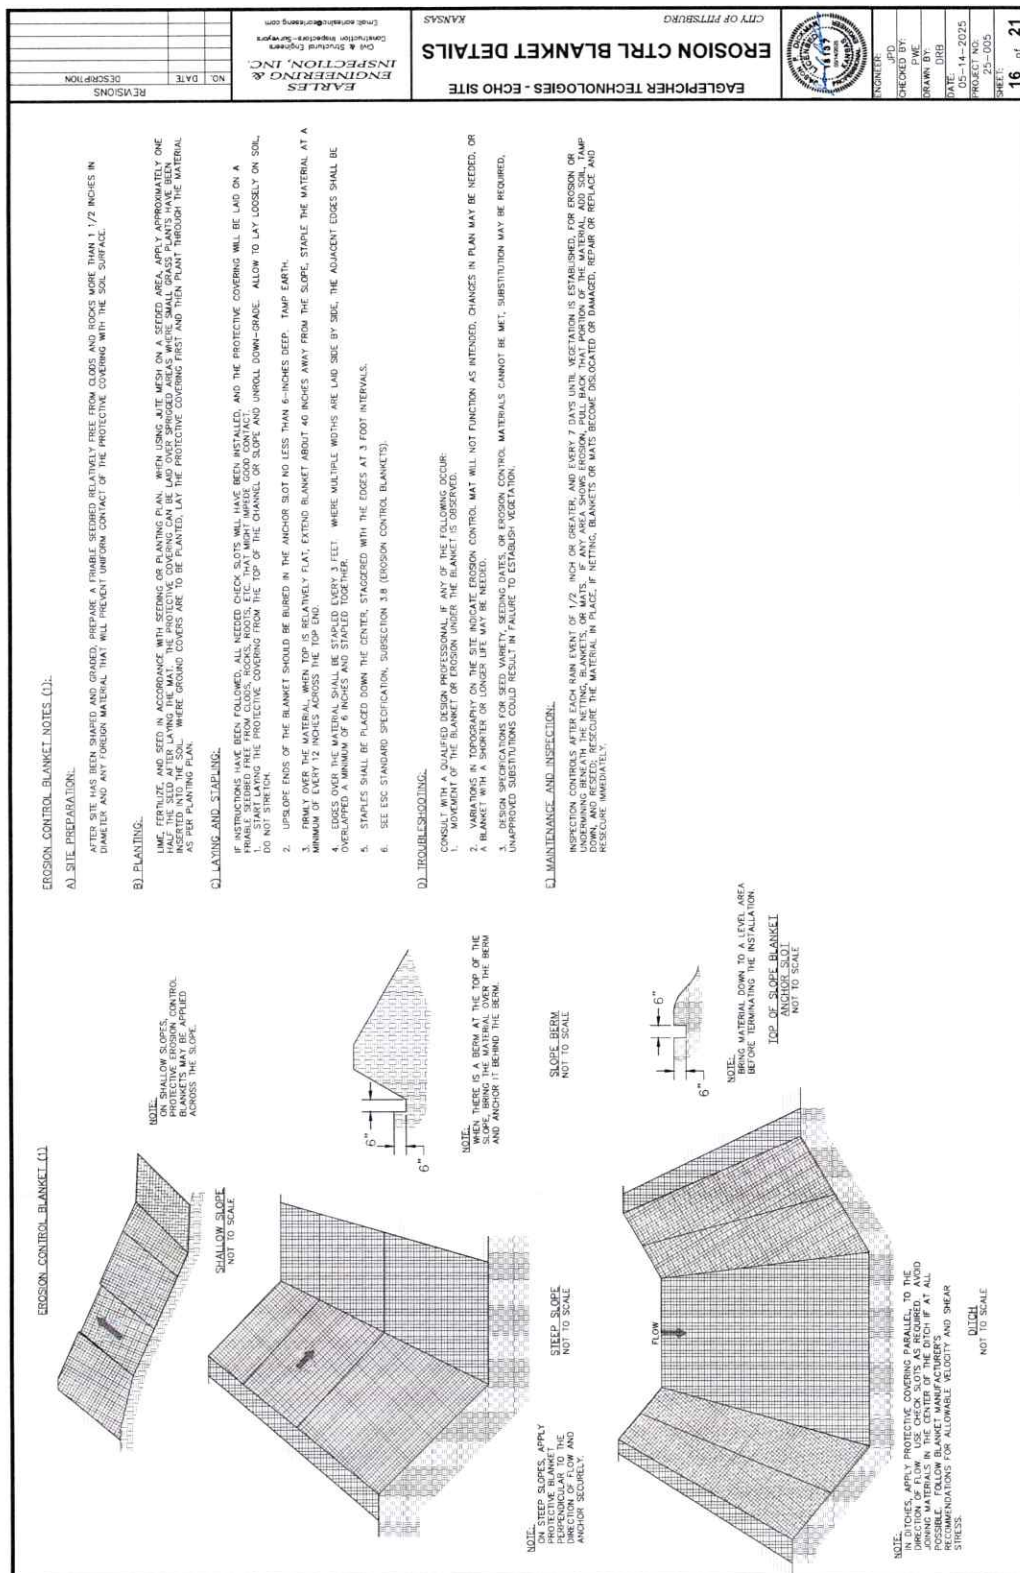 EROSION CONTROL BLANKET (1)
SHALLOW SLOPE
NOT TO SCALE
NOTE:
ON SHALLOW SLOPES,
PROTECTIVE EROSION CONTROL
BLANKETS MAY BE APPLIED
ACROSS THE SLOPE.
STEEP SLOPE
NOT TO SCALE
NOTE:
ON STEEP SLOPES, APPLY
PROTECTIVE BLANKET
PERPENDICULAR TO THE
DIRECTION OF FLOW AND
ANCHOR SECURELY.
6"
6"
NOTE:
WHEN THERE IS A BERM AT THE TOP OF THE
SLOPE, BRING THE MATERIAL OVER THE BERM
AND ANCHOR IT BEHIND THE BERM.
SLOPE BERM
NOT TO SCALE
FLOW
NOTE:
IN DITCHES, APPLY PROTECTIVE COVERING PARALLEL, TO THE
DIRECTION OF FLOW. USE CHECK SLOTS AS REQUIRED. AVOID
JOINING MATERIALS IN THE CENTER OF THE DITCH IF AT ALL
POSSIBLE. FOLLOW BLANKET MANUFACTURER'S
RECOMMENDATIONS FOR ALLOWABLE VELOCITY AND SHEAR
STRESS.
DITCH
NOT TO SCALE
6"
6"
NOTE:
BRING MATERIAL DOWN TO A LEVEL AREA
BEFORE TERMINATING THE INSTALLATION.
TOP OF SLOPE BLANKET
ANCHOR SLOT
NOT TO SCALE
EROSION CONTROL BLANKET NOTES (1):
A) SITE PREPARATION:
AFTER SITE HAS BEEN SHAPED AND GRADED, PREPARE A FRIABLE SEEDBED RELATIVELY FREE FROM CLODS AND ROCKS MORE THAN 1 1/2 INCHES IN
DIAMETER AND ANY FOREIGN MATERIAL THAT WILL PREVENT UNIFORM CONTACT OF THE PROTECTIVE COVERING WITH THE SOIL SURFACE.
B) PLANTING:
LIME, FERTILIZE, AND SEED IN ACCORDANCE WITH SEEDING OR PLANTING PLAN. WHEN USING JUTE MESH ON A SEEDED AREA, APPLY APPROXIMATELY ONE
HALF THE SEED AFTER LAYING THE MAT. THE PROTECTIVE COVERING CAN BE LAID OVER SPRIGGED AREAS WHERE SMALL GRASS PLANTS HAVE BEEN
INSERTED INTO THE SOIL. WHERE GROUND COVERS ARE TO BE PLANTED, LAY THE PROTECTIVE COVERING FIRST AND THEN PLANT THROUGH THE MATERIAL
AS PER PLANTING PLAN.
C) LAYING AND STAPLING:
IF INSTRUCTIONS HAVE BEEN FOLLOWED, ALL NEEDED CHECK SLOTS WILL HAVE BEEN INSTALLED, AND THE PROTECTIVE COVERING WILL BE LAID ON A
FRIABLE SEEDBED FREE FROM CLODS, ROCKS, ROOTS, ETC. THAT MIGHT IMPEDE GOOD CONTACT.
1. START LAYING THE PROTECTIVE COVERING FROM THE TOP OF THE CHANNEL OR SLOPE AND UNROLL DOWN-GRADE. ALLOW TO LAY LOOSELY ON SOIL,
DO NOT STRETCH.
2. UPSLOPE ENDS OF THE BLANKET SHOULD BE BURIED IN THE ANCHOR SLOT NO LESS THAN 6-INCHES DEEP. TAMP EARTH.
3. FIRMLY OVER THE MATERIAL, WHEN TOP IS RELATIVELY FLAT, EXTEND BLANKET ABOUT 40 INCHES AWAY FROM THE SLOPE, STAPLE THE MATERIAL AT A
MINIMUM OF EVERY 12 INCHES ACROSS THE TOP END.
4. EDGES OVER THE MATERIAL SHALL BE STAPLED EVERY 3 FEET. WHERE MULTIPLE WIDTHS ARE LAID SIDE BY SIDE, THE ADJACENT EDGES SHALL BE
OVERLAPPED A MINIMUM OF 6 INCHES AND STAPLED TOGETHER.
5. STAPLES SHALL BE PLACED DOWN THE CENTER, STAGGERED WITH THE EDGES AT 3 FOOT INTERVALS.
6. SEE ESC STANDARD SPECIFICATION, SUBSECTION 3.8 (EROSION CONTROL BLANKETS).
D) TROUBLESHOOTING:
CONSULT WITH A QUALIFIED DESIGN PROFESSIONAL, IF ANY OF THE FOLLOWING OCCUR:
1. MOVEMENT OF THE BLANKET OR EROSION UNDER THE BLANKET IS OBSERVED.
2. VARIATIONS IN TOPOGRAPHY ON THE SITE INDICATE EROSION CONTROL MAT WILL NOT FUNCTION AS INTENDED, CHANGES IN PLAN MAY BE NEEDED, OR
A BLANKET WITH A SHORTER OR LONGER LIFE MAY BE NEEDED.
3. DESIGN SPECIFICATIONS FOR SEED VARIETY, SEEDING DATES, OR EROSION CONTROL MATERIALS CANNOT BE MET, SUBSTITUTION MAY BE REQUIRED,
UNAPPROVED SUBSTITUTIONS COULD RESULT IN FAILURE TO ESTABLISH VEGETATION.
E) MAINTENANCE AND INSPECTION:
INSPECTION CONTROLS AFTER EACH RAIN EVENT OF 1/2 INCH OR GREATER, AND EVERY 7 DAYS UNTIL VEGETATION IS ESTABLISHED, FOR EROSION OR
UNDERMINING BENEATH THE NETTING, BLANKETS, OR MATS. IF ANY AREA SHOWS EROSION, PULL BACK THAT PORTION OF THE MATERIAL, ADD SOIL, TAMP
DOWN, AND RESEED; RESECURE THE MATERIAL IN PLACE. IF NETTING, BLANKETS OR MATS BECOME DISLOCATED OR DAMAGED, REPAIR OR REPLACE AND
RESECURE IMMEDIATELY.
REVISIONS
NO. DATE DESCRIPTION
EARLES
ENGINEERING &
INSPECTION, INC.
Civil & Structural Engineers
Construction Inspectors-Surveyors
EAGLEPICHER TECHNOLOGIES - ECHO SITE
EROSION CTRL BLANKET DETAILS
CITY OF PITTSBURG
KANSAS
ENGINEER:
JPD
CHECKED BY:
PWE
DRAWN BY:
DRB
DATE:
05-14-2025
PROJECT NO:
25-005
SHEET:
16 of 21